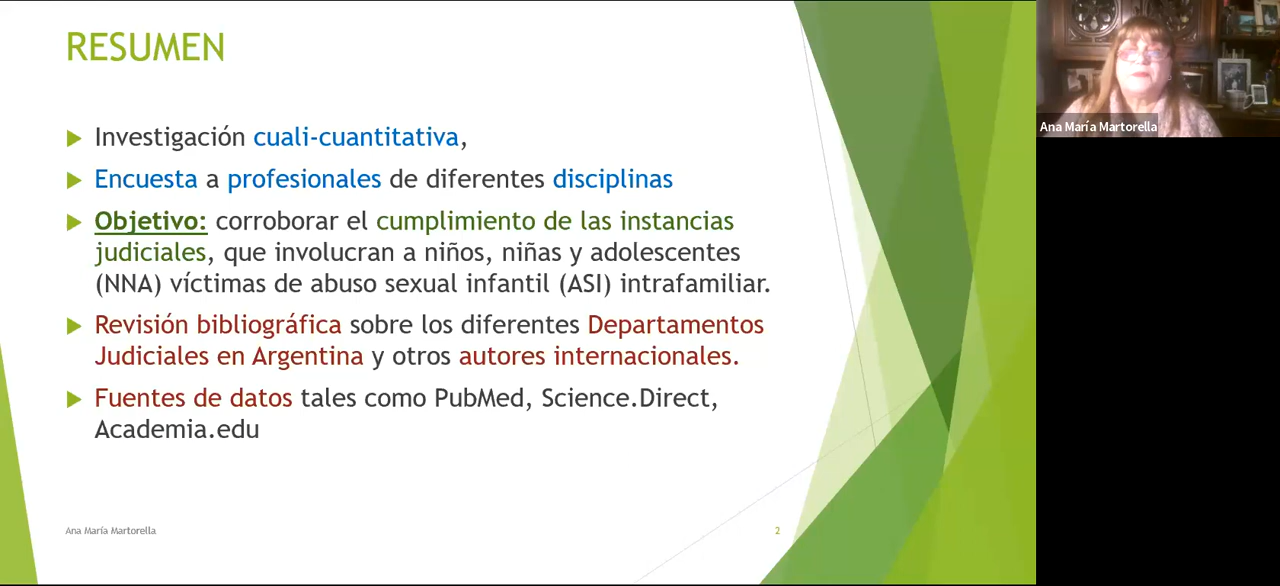 RESUMEN
Investigación cuali-cuantitativa,
Encuesta a profesionales de diferentes disciplinas
Objetivo: corroborar el cumplimiento de las instancias
judiciales, que involucran a niños, niñas y adolescentes
(NNA) víctimas de abuso sexual infantil (ASI) intrafamiliar.
Revisión bibliográfica sobre los diferentes Departamentos
Judiciales en Argentina y otros autores internacionales.
Fuentes de datos tales como PubMed, Science.Direct,
Academia.edu
Ana María Martorella
2
Ana María Martorella